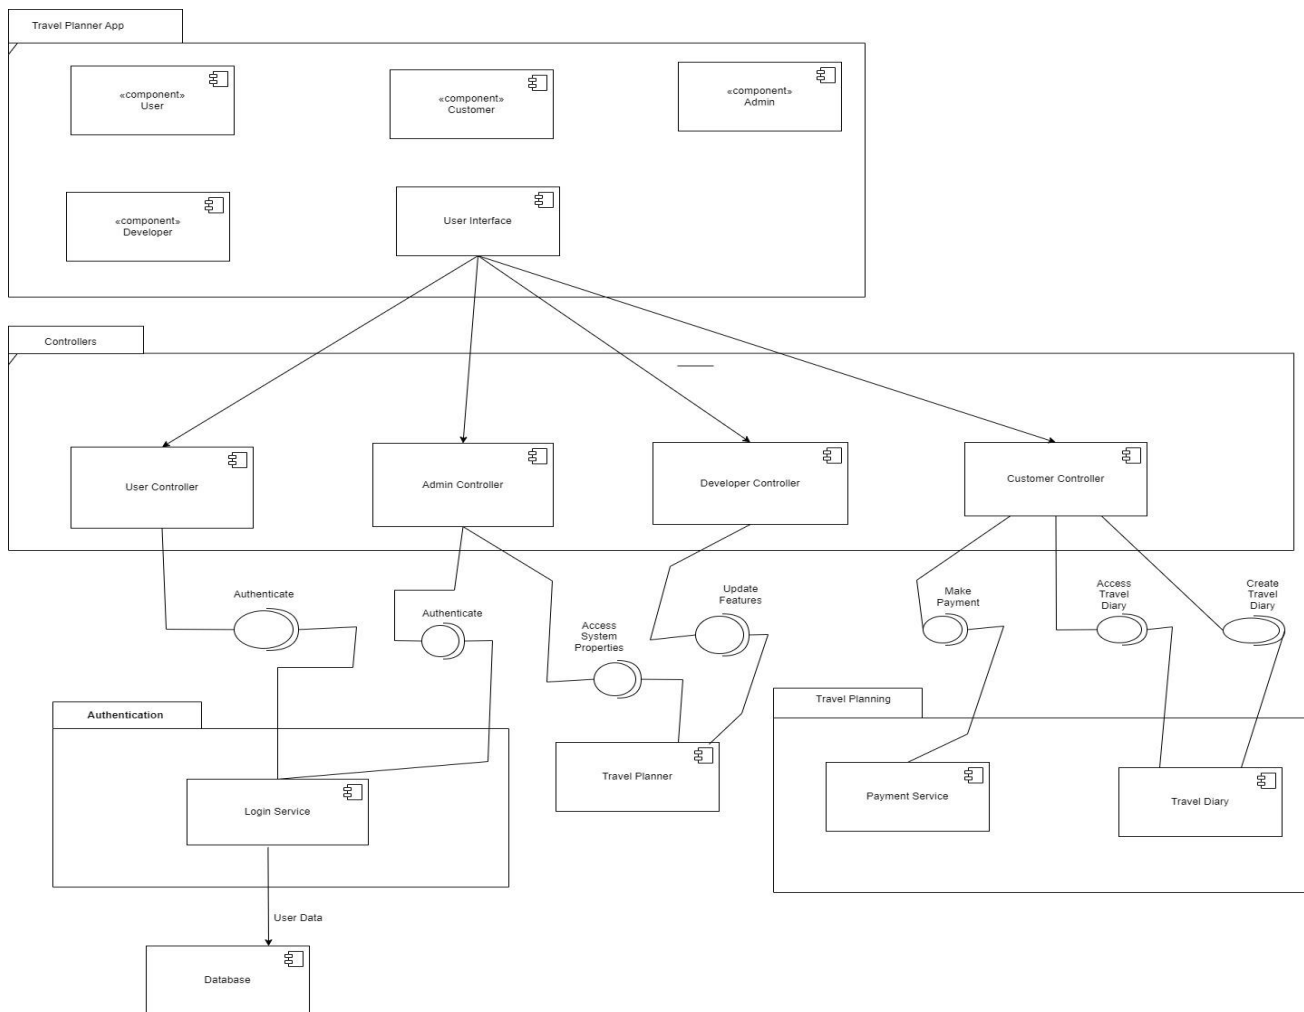 Travel Planner App
«component»
User
«component»
Customer
«component»
Admin
«component»
Developer
User Interface
Controllers
User Controller
Admin Controller
Developer Controller
Customer Controller
Authenticate
Authenticate
Access
System
Properties
Update
Features
Make
Payment
Access
Travel
Diary
Create
Travel
Diary
Authentication
Travel Planning
Login Service
Travel Planner
Payment Service
Travel Diary
User Data
Database